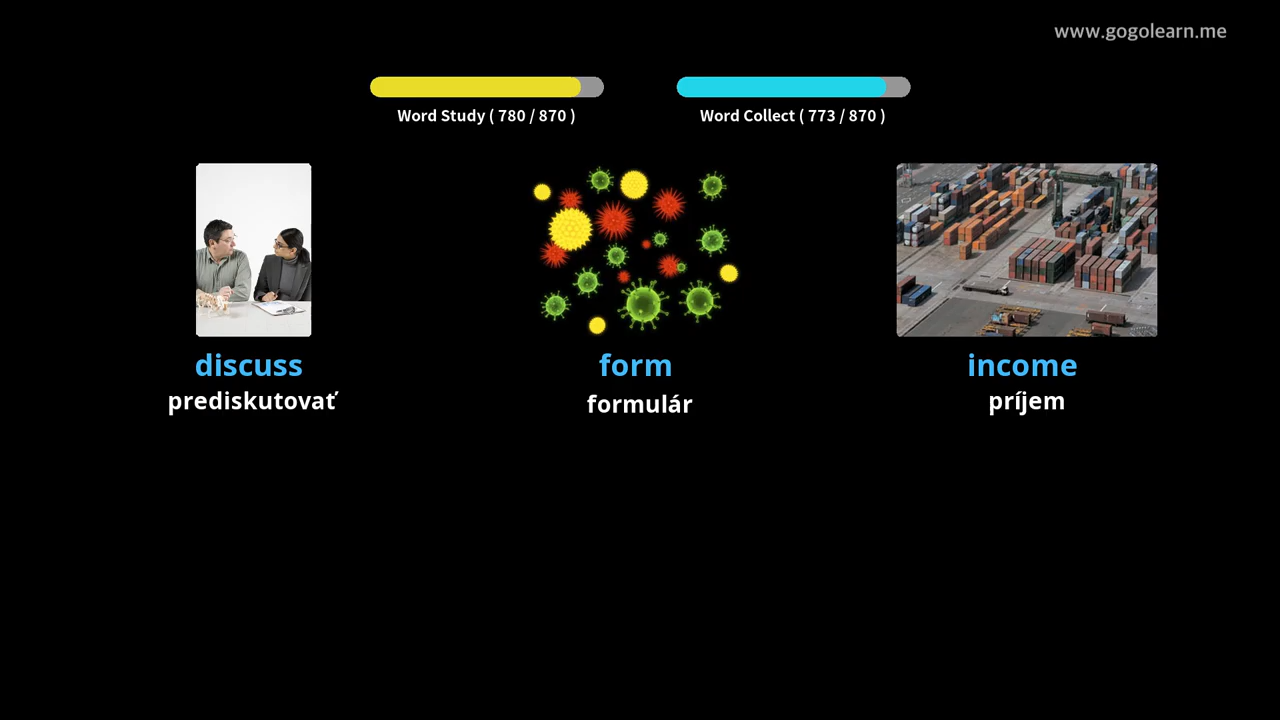 www.gogolearn.me
Word Study ( 780 / 870 )
Word Collect ( 773 / 870 )
discuss
prediskutovať
form
formulár
income
príjem